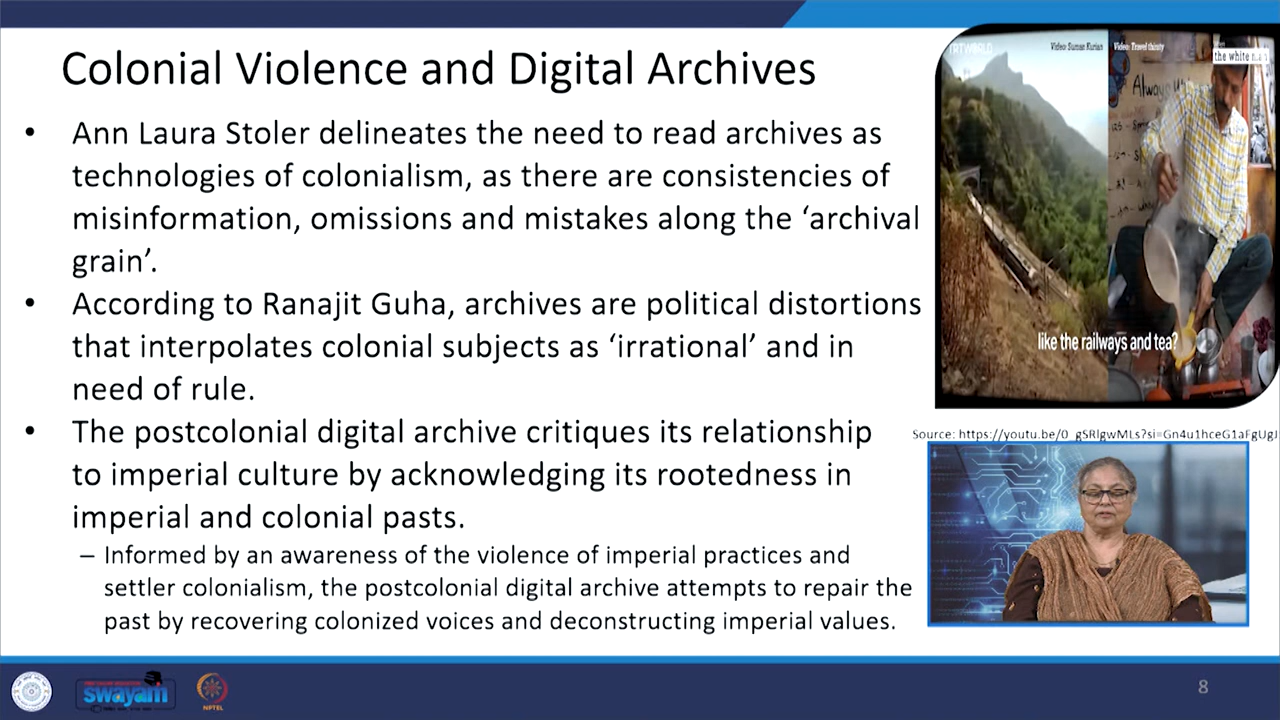 Colonial Violence and Digital Archives
• Ann Laura Stoler delineates the need to read archives as
technologies of colonialism, as there are consistencies of
misinformation, omissions and mistakes along the ‘archival
grain’.
• According to Ranajit Guha, archives are political distortions
that interpolates colonial subjects as ‘irrational’ and in
need of rule.
• The postcolonial digital archive critiques its relationship
to imperial culture by acknowledging its rootedness in
imperial and colonial pasts.
– Informed by an awareness of the violence of imperial practices and
settler colonialism, the postcolonial digital archive attempts to repair the
past by recovering colonized voices and deconstructing imperial values.
TRTWORLD
Video: Suman Kurian
Video: Travel thirsty
the white man
Always
like the railways and tea?
Source: https://youtu.be/0_gSRlgwMLs?si=Gn4u1hceG1aFgUgJ
swayam
NPTEL
8